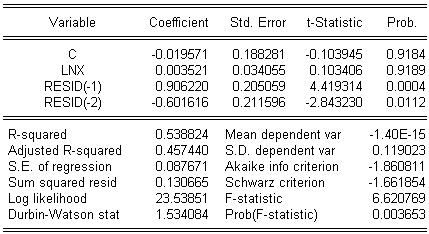 Variable Coefficient Std. Error t-Statistic Prob.
C -0.019571 0.188281 -0.103945 0.9184
LNX 0.003521 0.034055 0.103406 0.9189
RESID(-1) 0.906220 0.205059 4.419314 0.0004
RESID(-2) -0.601616 0.211596 -2.843230 0.0112
R-squared 0.538824 Mean dependent var -1.40E-15
Adjusted R-squared 0.457440 S.D. dependent var 0.119023
S.E. of regression 0.087671 Akaike info criterion -1.860811
Sum squared resid 0.130665 Schwarz criterion -1.661854
Log likelihood 23.53851 F-statistic 6.620769
Durbin-Watson stat 1.534084 Prob(F-statistic) 0.003653